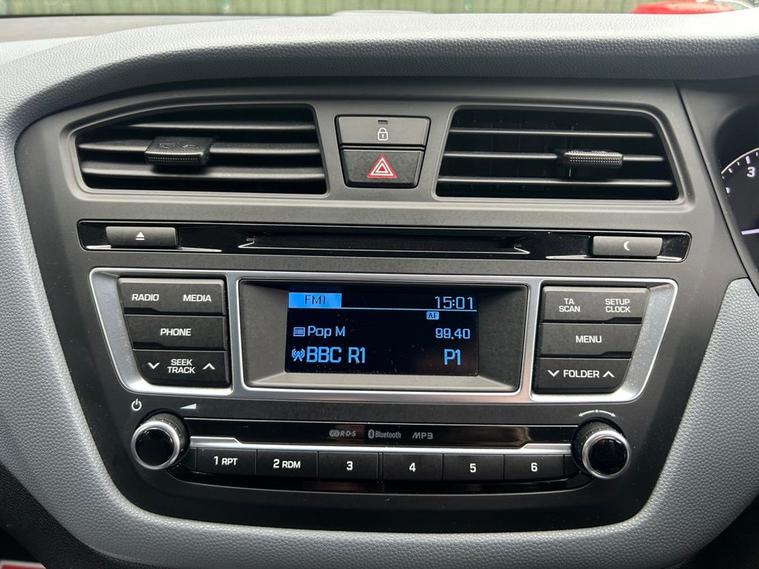 3
FM1 15:01
AF
Pop M 99.40
BBC R1 P1
RADIO MEDIA
PHONE
SEEK
TRACK
TA
SCAN
SETUP
CLOCK
MENU
FOLDER
R·D·S Bluetooth MP3
1 RPT 2 RDM 3 4 5 6